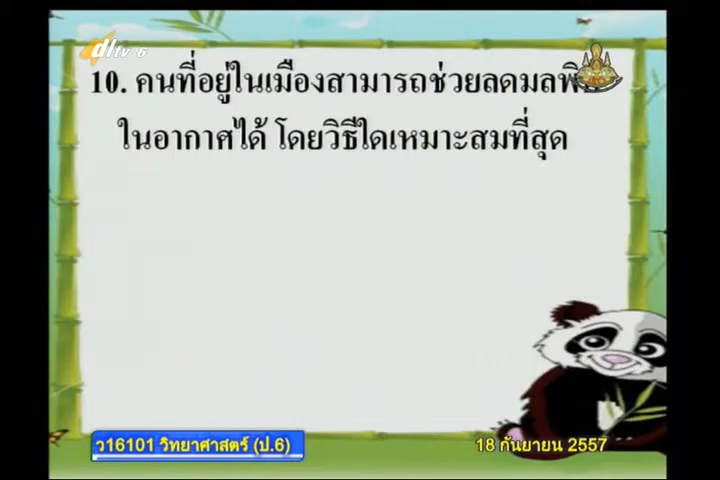 dltv-6
10. คนที่อยู่ในเมืองสามารถช่วยลดมลพิษ
ในอากาศได้ โดยวิธีใดเหมาะสมที่สุด
ว16101 วิทยาศาสตร์ (ป.6)
18 กันยายน 2557